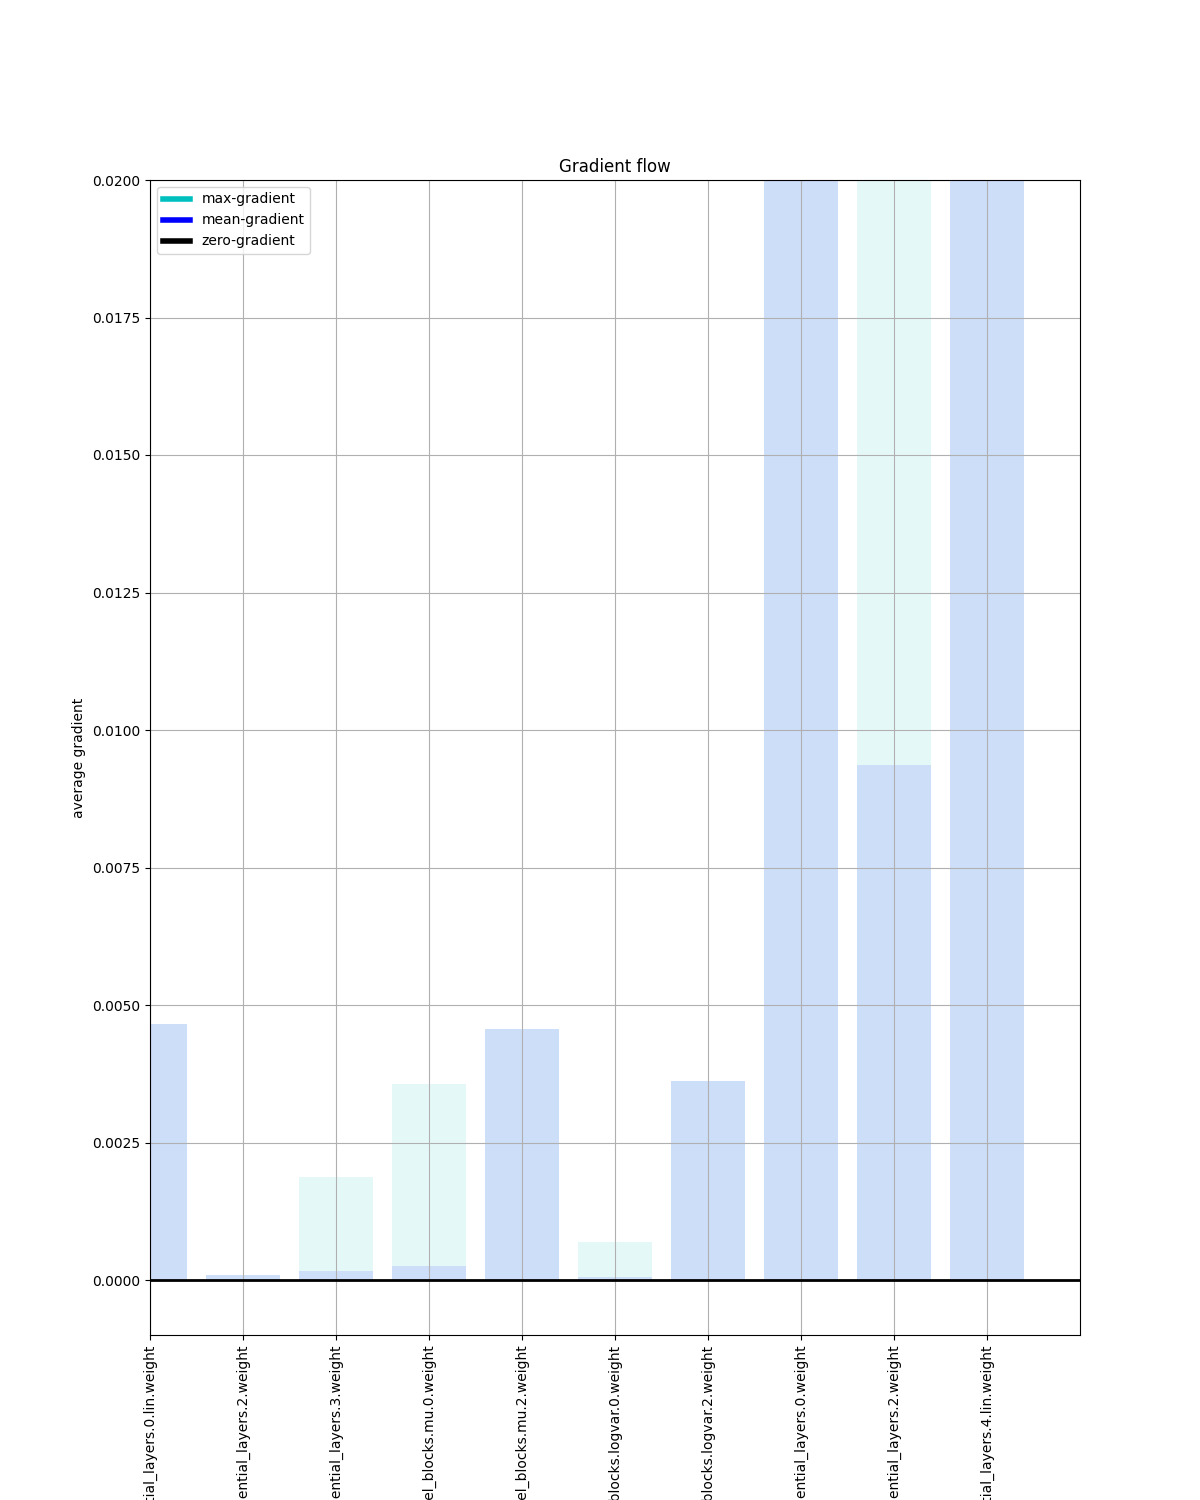 Gradient flow
max-gradient
mean-gradient
zero-gradient
0.0200
0.0175
0.0150
0.0125
0.0100
0.0075
0.0050
0.0025
0.0000
average gradient
tial_layers.0.lin.weight
ential_layers.2.weight
ential_layers.3.weight
el_blocks.mu.0.weight
el_blocks.mu.2.weight
blocks.logvar.0.weight
blocks.logvar.2.weight
ential_layers.0.weight
ential_layers.2.weight
tial_layers.4.lin.weight